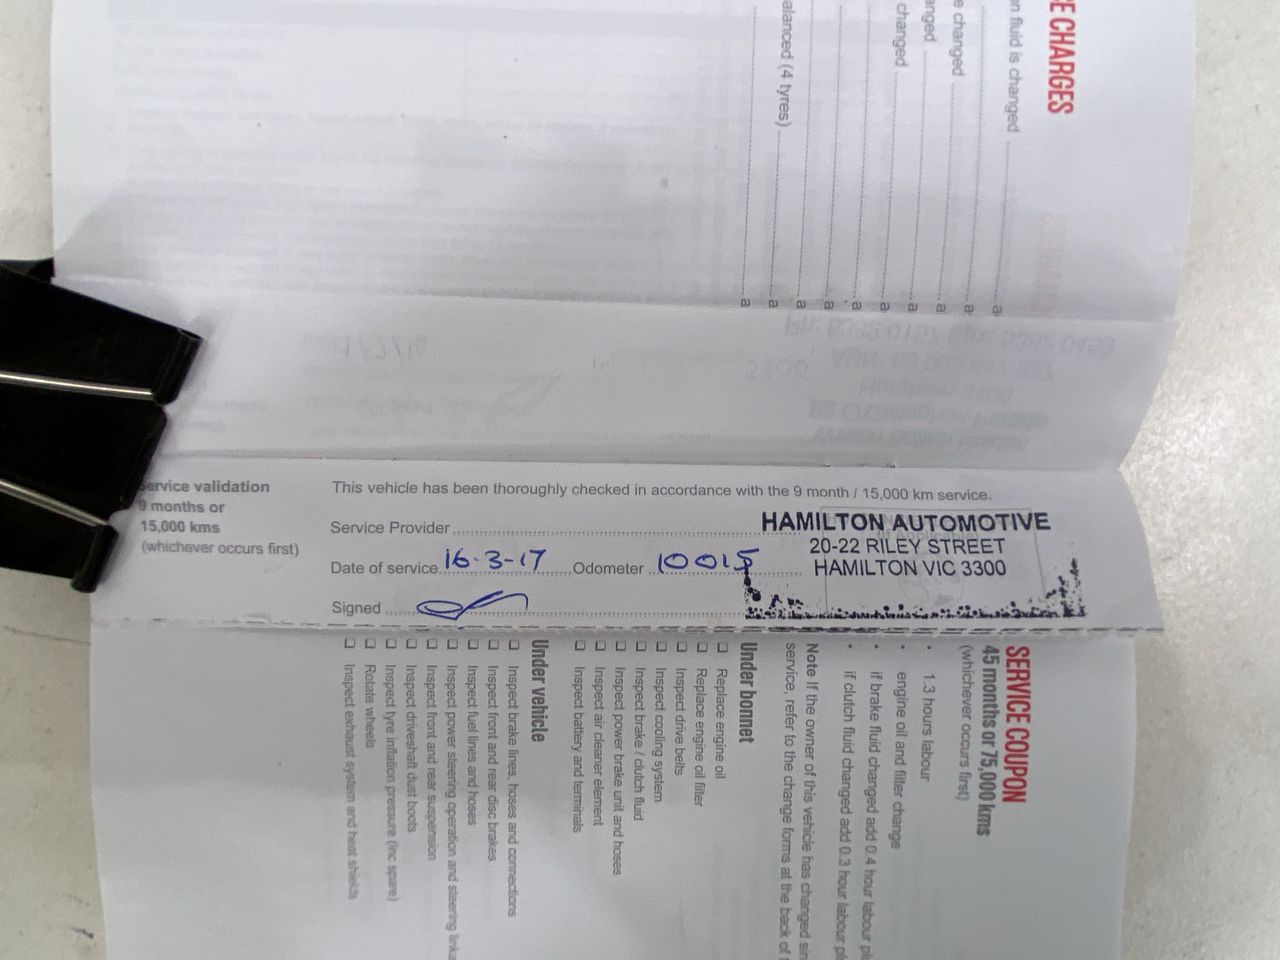 E CHARGES
n fluid is changed
e changed
anged
changed
alanced (4 tyres)
Service validation
9 months or
15,000 kms
(whichever occurs first)
This vehicle has been thoroughly checked in accordance with the 9 month / 15,000 km service.
Service Provider
HAMILTON AUTOMOTIVE
20-22 RILEY STREET
HAMILTON VIC 3300
Date of service 16-3-17 Odometer 10015
Signed
SERVICE COUPON
45 months or 75,000 kms
(whichever occurs first)
• 1.3 hours labour
• engine oil and filter change
• if brake fluid changed add 0.4 hour labour pl
• if clutch fluid changed add 0.3 hour labour pl
Note If the owner of this vehicle has changed sin
service, refer to the change forms at the back of t
Under bonnet
Replace engine oil
Replace engine oil filter
Inspect drive belts
Inspect cooling system
Inspect brake / clutch fluid
Inspect power brake unit and hoses
Inspect air cleaner element
Inspect battery and terminals
Under vehicle
Inspect brake lines, hoses and connections
Inspect front and rear disc brakes
Inspect fuel lines and hoses
Inspect power steering operation and steering linka
Inspect front and rear suspension
Inspect driveshaft dust boots
Inspect tyre inflation pressure (inc spare)
Rotate wheels
Inspect exhaust system and heat shields